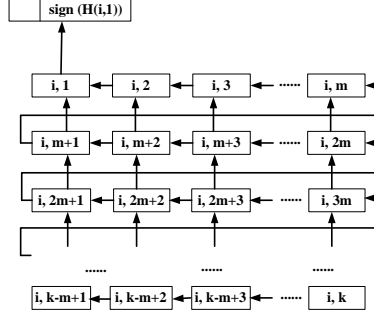 sign (H(i,1))
i, 1 i, 2 i, 3 ...... i, m
i, m+1 i, m+2 i, m+3 ...... i, 2m
i, 2m+1 i, 2m+2 i, 2m+3 ...... i, 3m
...... ...... ......
i, k-m+1 i, k-m+2 i, k-m+3 ...... i, k